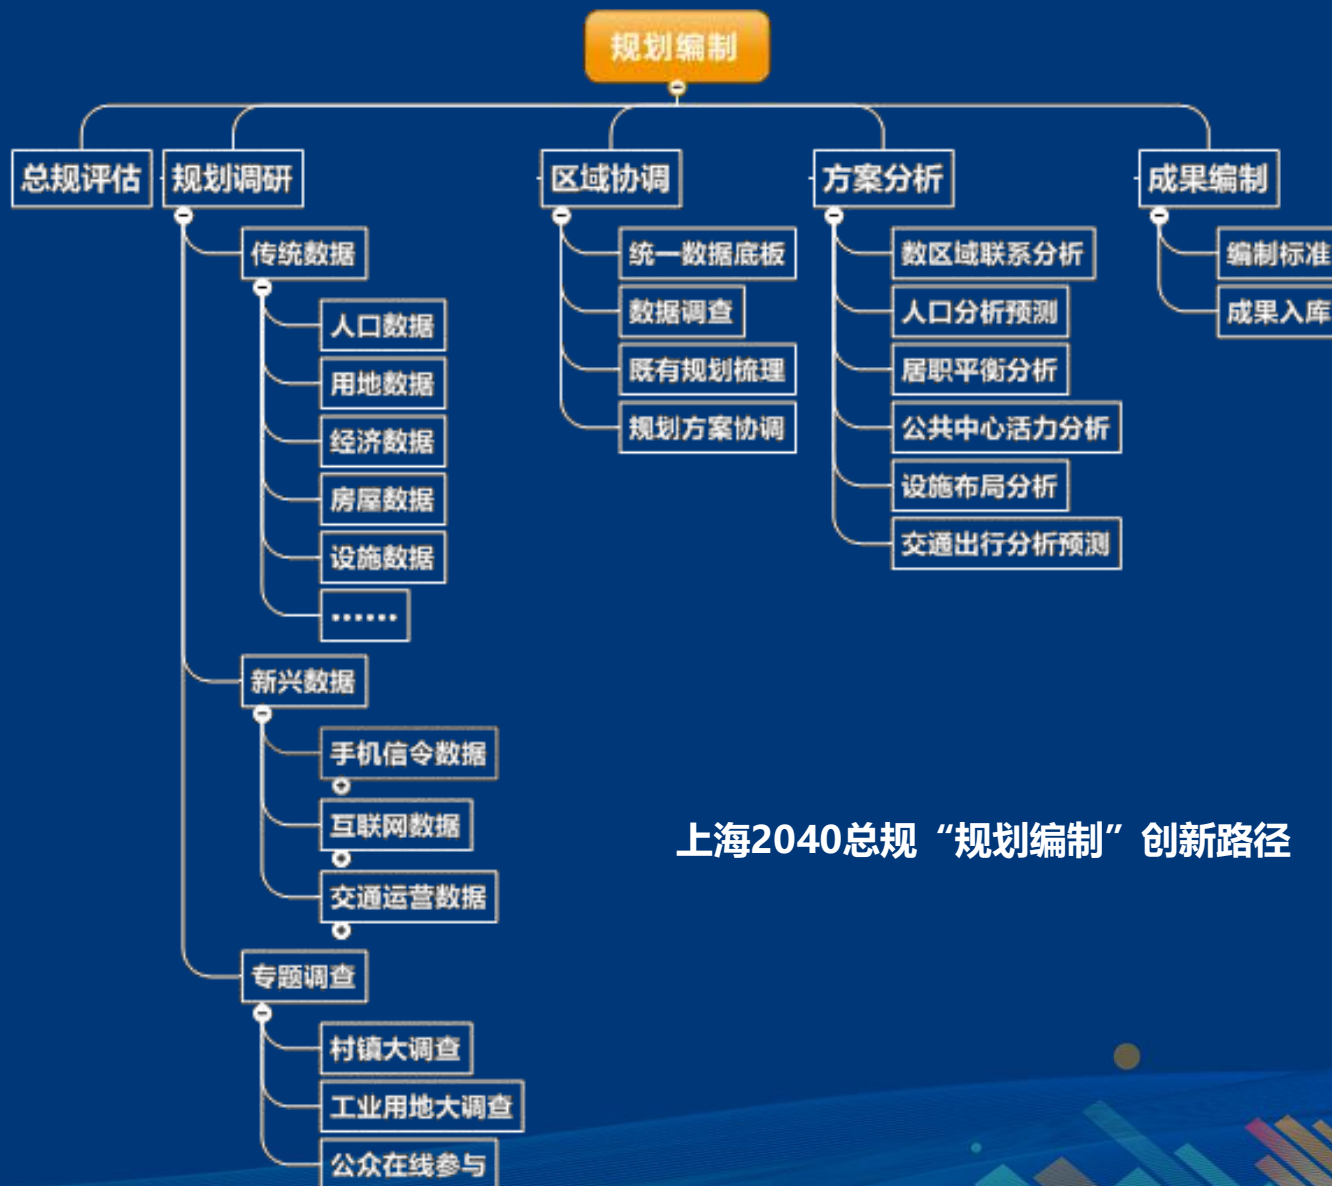 规划编制
总规评估
规划调研
传统数据
人口数据
用地数据
经济数据
房屋数据
设施数据
······
新兴数据
手机信令数据
互联网数据
交通运营数据
专题调查
村镇大调查
工业用地大调查
公众在线参与
区域协调
统一数据底板
数据调查
既有规划梳理
规划方案协调
方案分析
数区域联系分析
人口分析预测
居职平衡分析
公共中心活力分析
设施布局分析
交通出行分析预测
成果编制
编制标准
成果入库
上海2040总规“规划编制”创新路径